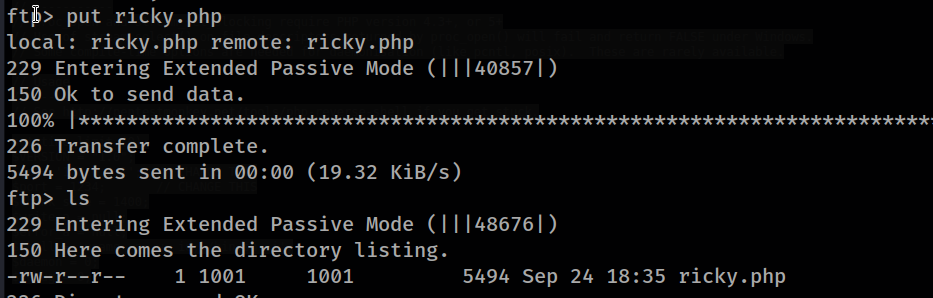 ftp> put ricky.php
local: ricky.php remote: ricky.php
229 Entering Extended Passive Mode (|||40857|)
150 Ok to send data.
100% |************************************************************************
226 Transfer complete.
5494 bytes sent in 00:00 (19.32 KiB/s)
ftp> ls
229 Entering Extended Passive Mode (|||48676|)
150 Here comes the directory listing.
-rw-r--r--    1 1001     1001         5494 Sep 24 18:35 ricky.php